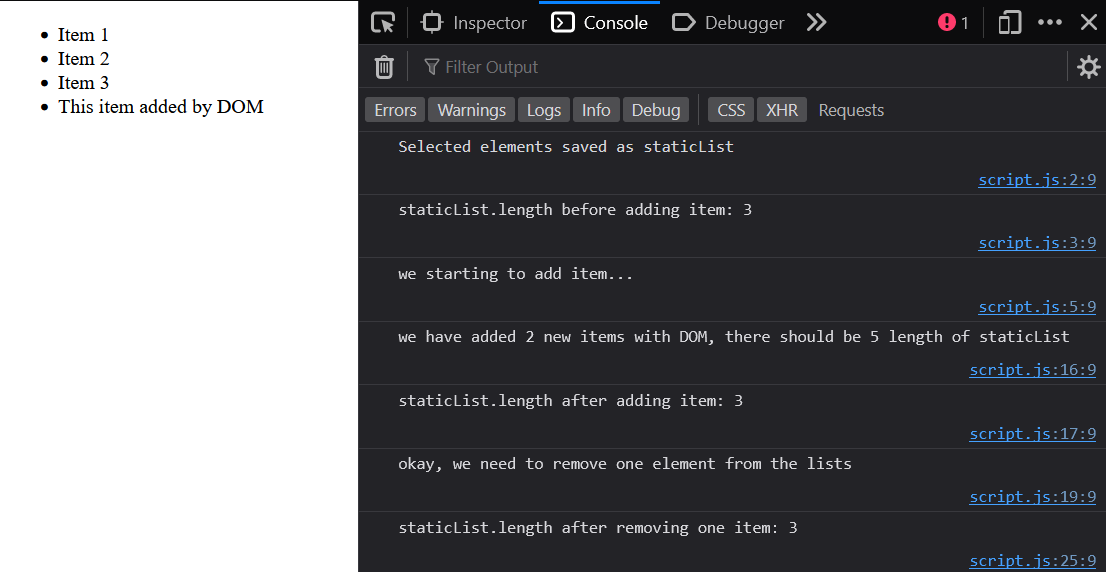 Item 1
Item 2
Item 3
This item added by DOM
Inspector
Console
Debugger
1
Filter Output
Errors
Warnings
Logs
Info
Debug
CSS
XHR
Requests
Selected elements saved as staticList
script.js:2:9
staticList.length before adding item: 3
script.js:3:9
we starting to add item...
script.js:5:9
we have added 2 new items with DOM, there should be 5 length of staticList
script.js:16:9
staticList.length after adding item: 3
script.js:17:9
okay, we need to remove one element from the lists
script.js:19:9
staticList.length after removing one item: 3
script.js:25:9